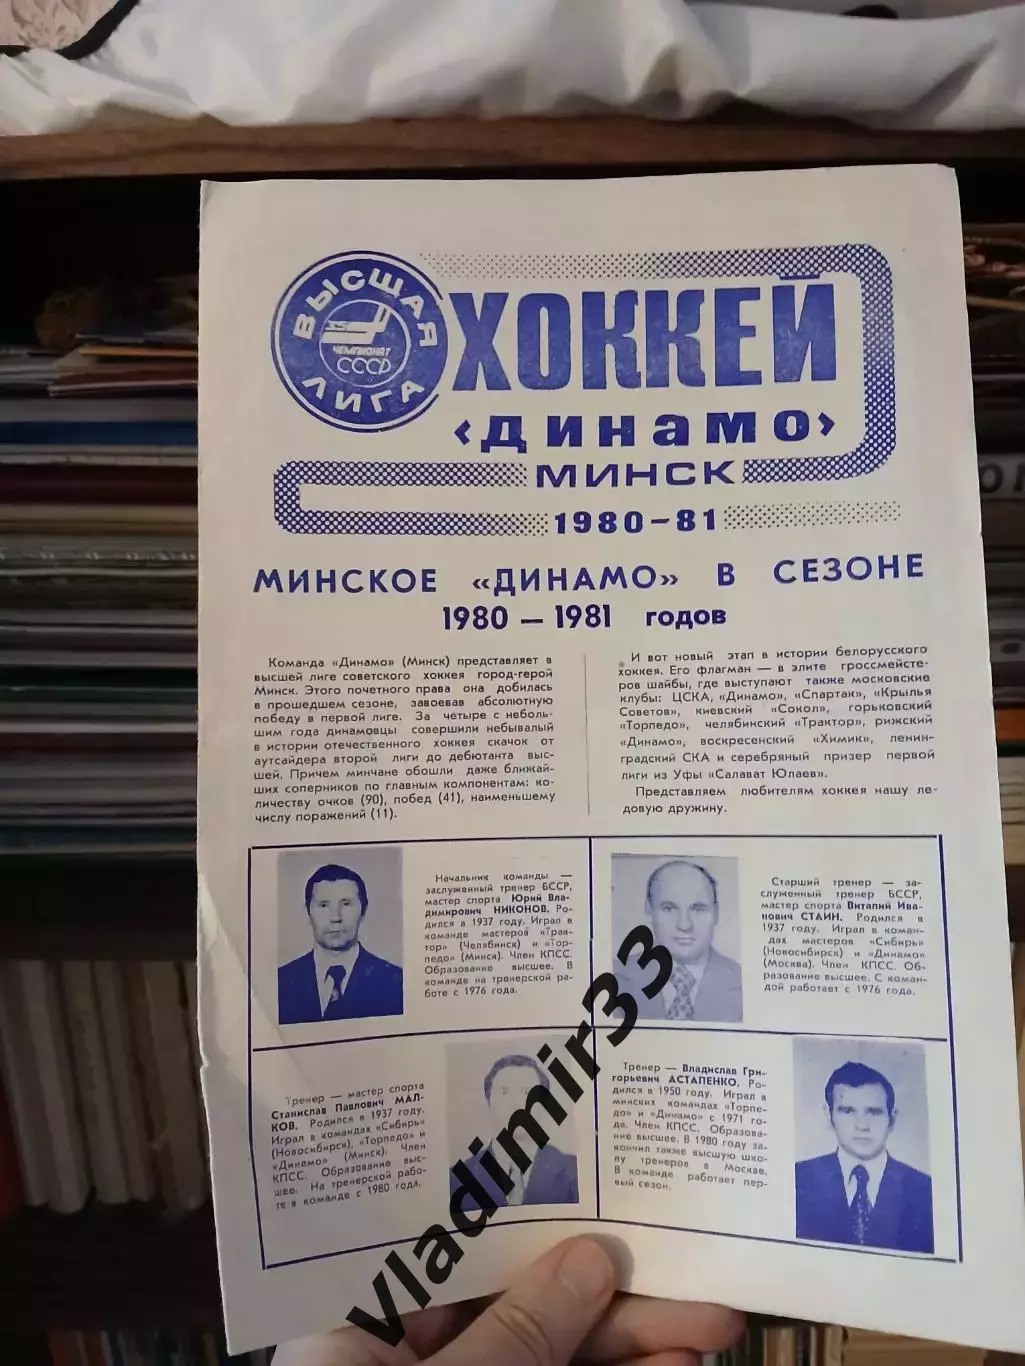 ВЫСШАЯ
35
ЧЕМПИОНАТ
СССР
ЛИГА
ХОККЕЙ
«динамо»
МИНСК
1980-81
МИНСКОЕ «ДИНАМО» В СЕЗОНЕ
1980 — 1981 годов
Команда «Динамо» (Минск) представляет в
высшей лиге советского хоккея город-герой
Минск. Этого почетного права она добилась
в прошедшем сезоне, завоевав абсолютную
победу в первой лиге. За четыре с неболь-
шим года динамовцы совершили небывалый
в истории отечественного хоккея скачок от
аутсайдера второй лиги до дебютанта выс-
шей. Причем минчане обошли даже ближай-
ших соперников по главным компонентам: ко-
личеству очков (90), побед (41), наименьшему
числу поражений (11).
И вот новый этап в истории белорусского
хоккея. Его флагман — в элите гроссмейсте-
ров шайбы, где выступают также московские
клубы: ЦСКА, «Динамо», «Спартак», «Крылья
Советов», киевский «Сокол», горьковский
«Торпедо», челябинский «Трактор», рижский
«Динамо», воскресенский «Химик», ленин-
градский СКА и серебряный призер первой
лиги из Уфы «Салават Юлаев».
Представляем любителям хоккея нашу ле-
довую дружину.
Начальник команды —
заслуженный тренер БССР,
мастер спорта Юрий Вла-
димирович НИКОНОВ. Ро-
дился в 1937 году. Играл в
команде мастеров «Трак-
тор» (Челябинск) и «Тор-
педо» (Минск). Член КПСС.
Образование высшее. В
команде на тренерской ра-
боте с 1976 года.
Старший тренер — за-
служенный тренер БССР,
мастер спорта Виталий Ива-
нович СТАИН. Родился в
1937 году. Играл в коман-
дах мастеров «Сибирь»
(Новосибирск) и «Динамо»
(Москва). Член КПСС. Об-
разование высшее. С коман-
дой работает с 1976 года.
Тренер — мастер спорта
Станислав Павлович МАЛ-
КОВ. Родился в 1937 году.
Играл в командах «Сибирь»
(Новосибирск), «Торпедо» и
«Динамо» (Минск). Член
КПСС. Образование выс-
шее. На тренерской рабо-
те в команде с 1980 года.
Тренер — Владислав Гри-
горьевич АСТАПЕНКО. Ро-
дился в 1950 году. Играл в
минских командах «Торпе-
до» и «Динамо» с 1971 го-
да. Член КПСС. Образова-
ние высшее. В 1980 году за-
кончил также высшую шко-
лу тренеров в Москве.
В команде работает пер-
вый сезон.
vladimir33